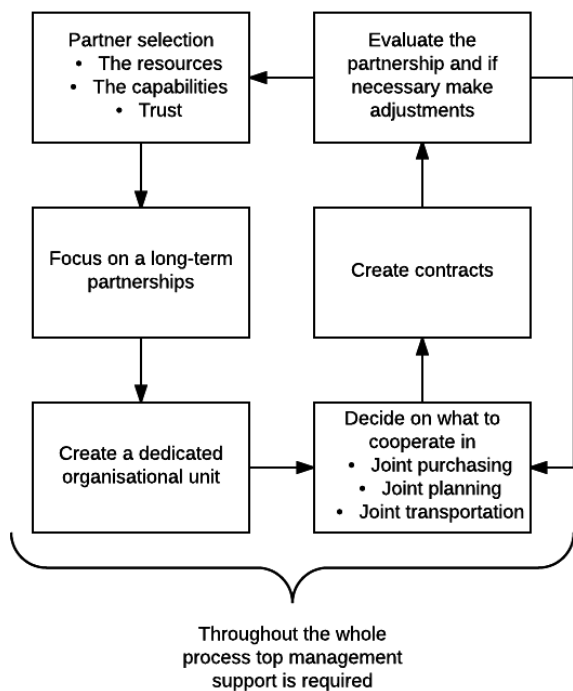 Partner selection
• The resources
• The capabilities
• Trust
Evaluate the
partnership and if
necessary make
adjustments
Focus on a long-term
partnerships
Create contracts
Create a dedicated
organisational unit
Decide on what to
cooperate in
• Joint purchasing
• Joint planning
• Joint transportation
Throughout the whole
process top management
support is required